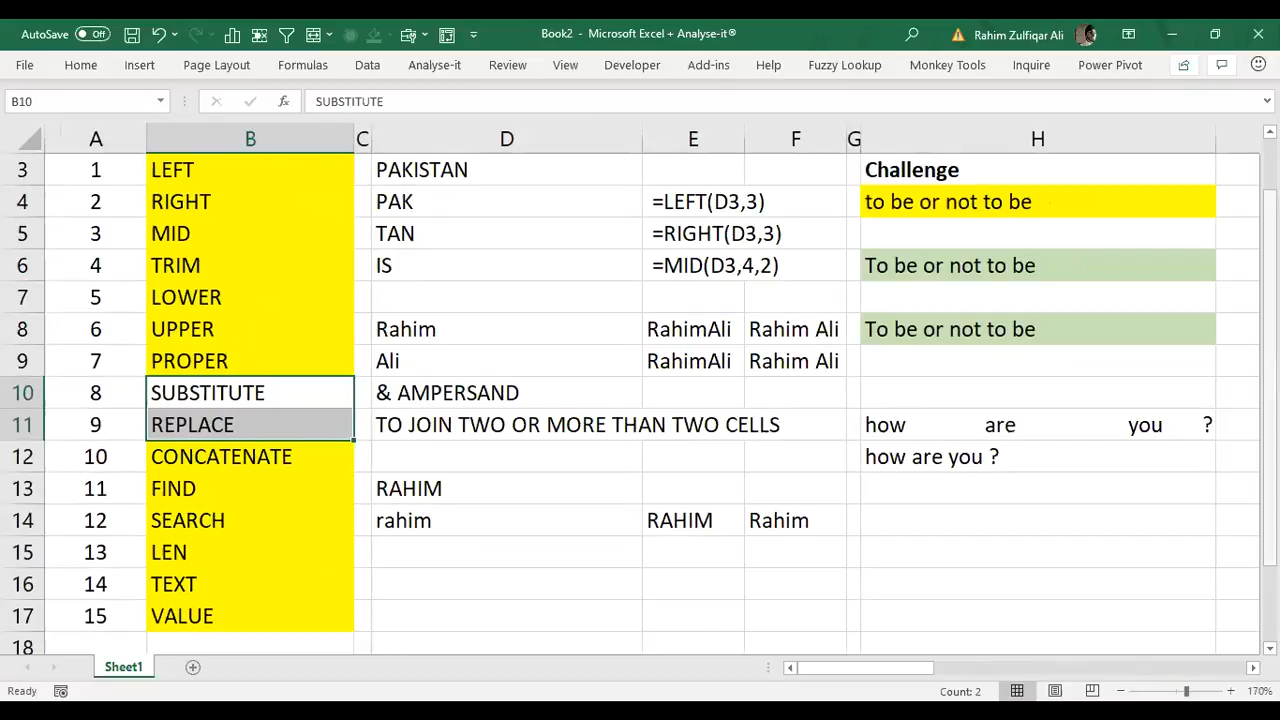 AutoSave Off Book2 - Microsoft Excel + Analyse-it® Rahim Zulfiqar Ali
File Home Insert Page Layout Formulas Data Analyse-it Review View Developer Add-ins Help Fuzzy Lookup Monkey Tools Inquire Power Pivot
B10 fx SUBSTITUTE
A B C D E F G H
3 1 LEFT PAKISTAN Challenge
4 2 RIGHT PAK =LEFT(D3,3) to be or not to be
5 3 MID TAN =RIGHT(D3,3)
6 4 TRIM IS =MID(D3,4,2) To be or not to be
7 5 LOWER
8 6 UPPER Rahim RahimAli Rahim Ali To be or not to be
9 7 PROPER Ali RahimAli Rahim Ali
10 8 SUBSTITUTE & AMPERSAND
11 9 REPLACE TO JOIN TWO OR MORE THAN TWO CELLS how are you ?
12 10 CONCATENATE how are you ?
13 11 FIND RAHIM
14 12 SEARCH rahim RAHIM Rahim
15 13 LEN
16 14 TEXT
17 15 VALUE
18
Sheet1
Ready Count: 2 170%